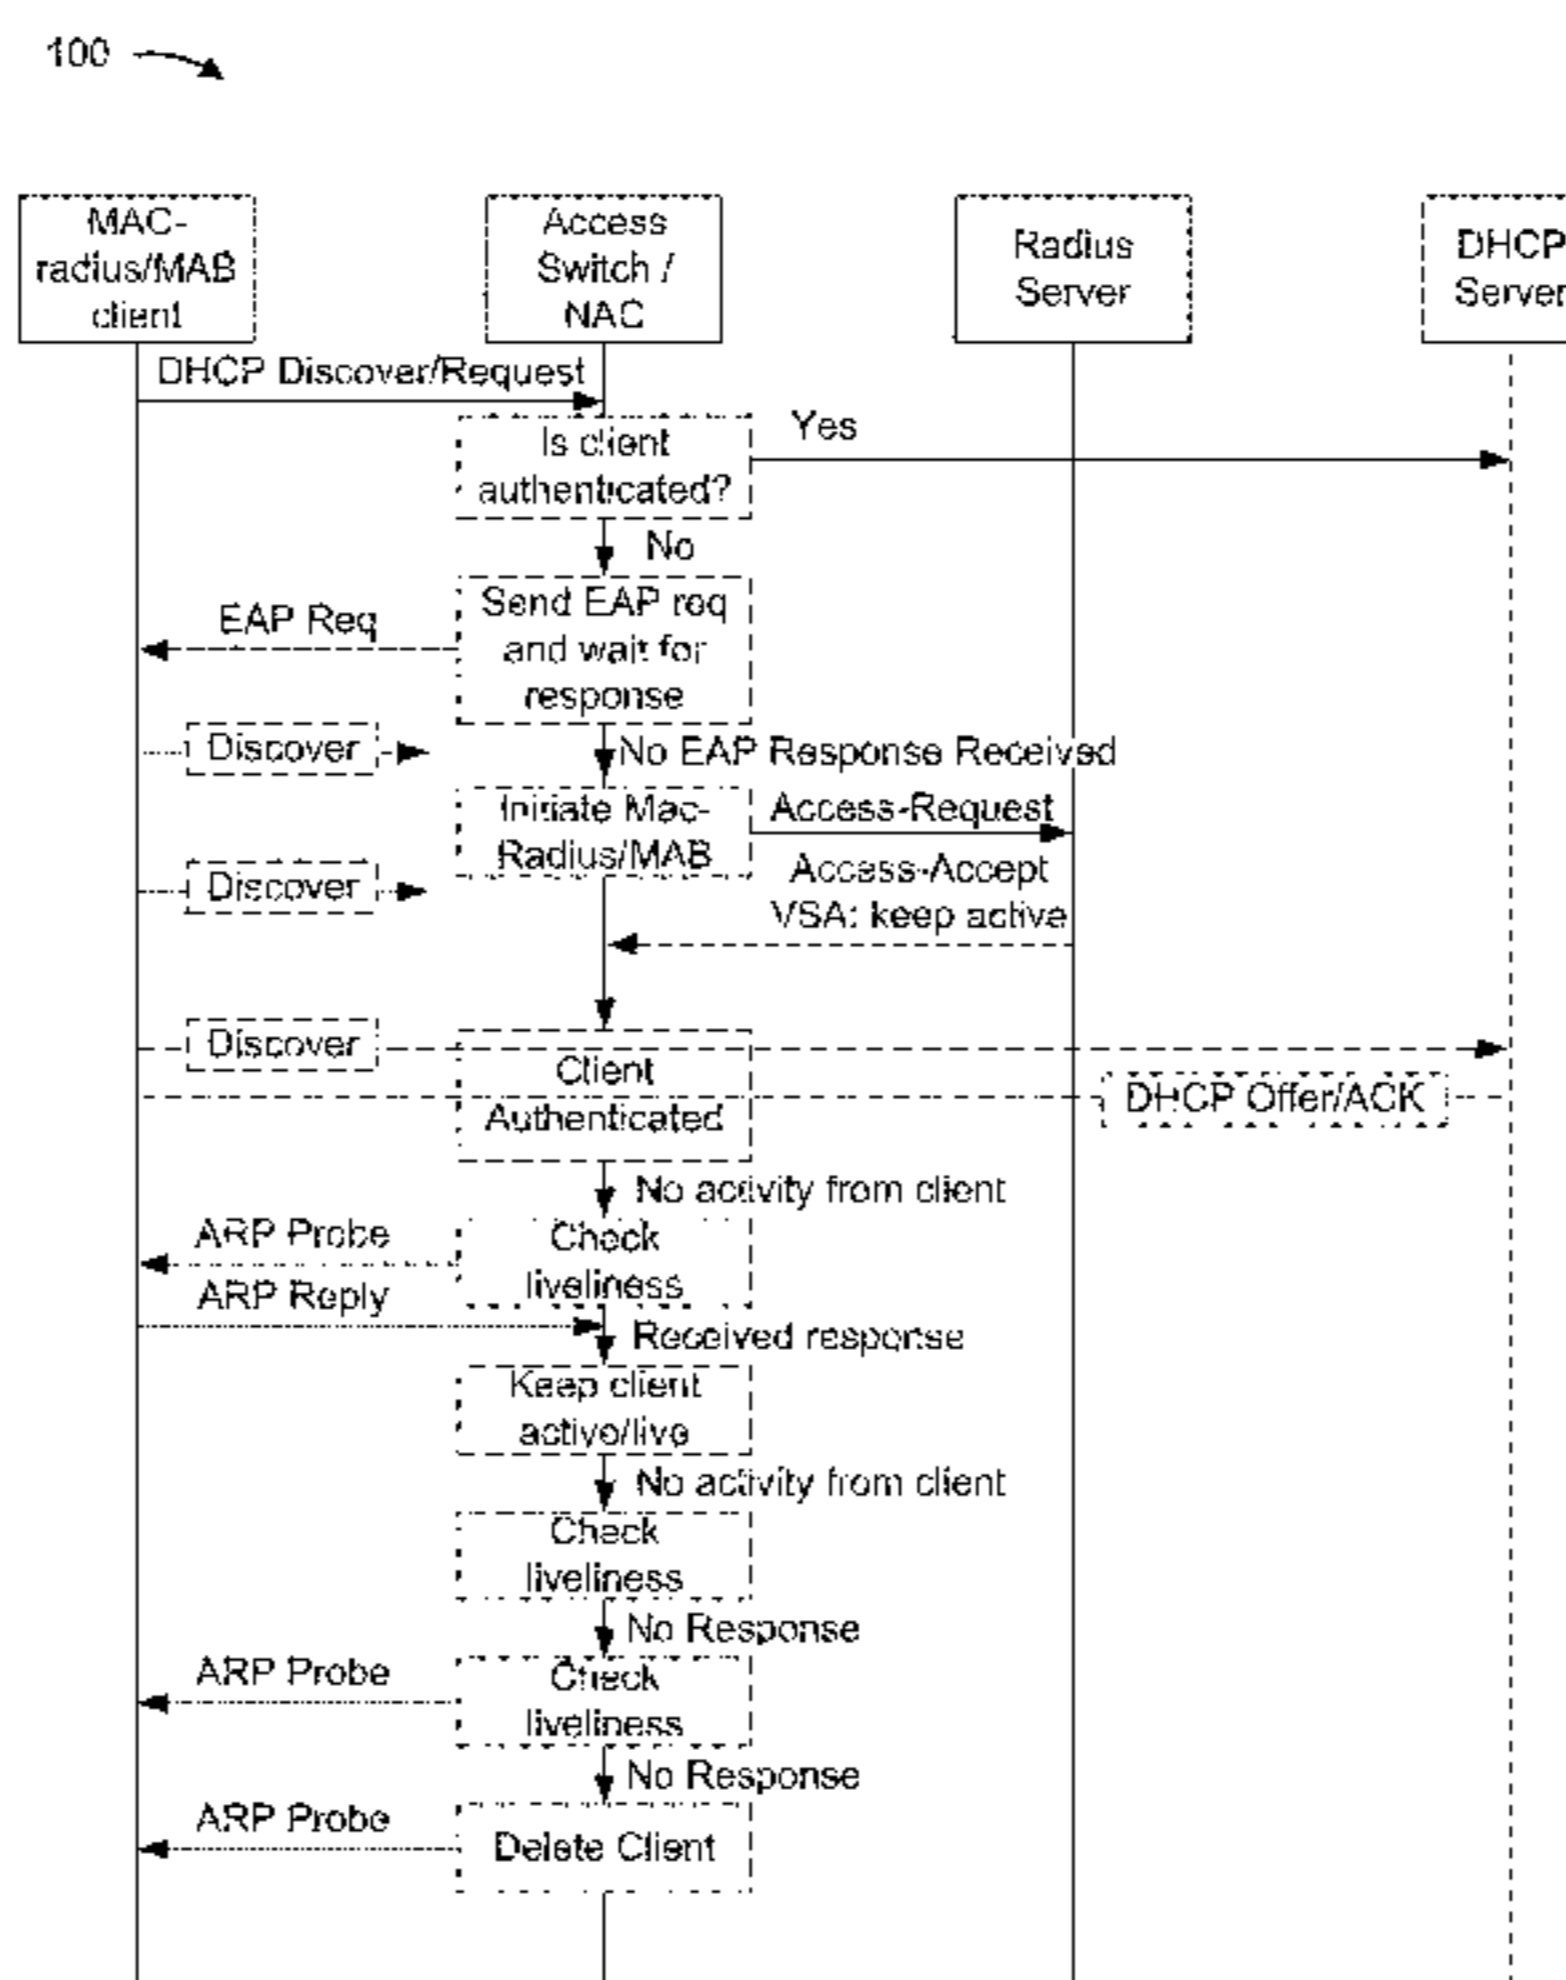 100
MAC-
radius/MAB
client
Access
Switch /
NAC
Radius
Server
DHCP
Server
DHCP Discover/Request
Is client
authenticated?
Yes
No
Send EAP req
and wait for
response
EAP Req
Discover
No EAP Response Received
Initiate Mac-
Radius/MAB
Access-Request
Discover
Access-Accept
VSA: keep active
Discover
Client
Authenticated
DHCP Offer/ACK
No activity from client
ARP Probe
Check
liveliness
ARP Reply
Received response
Keep client
active/live
No activity from client
Check
liveliness
No Response
ARP Probe
Check
liveliness
No Response
ARP Probe
Delete Client